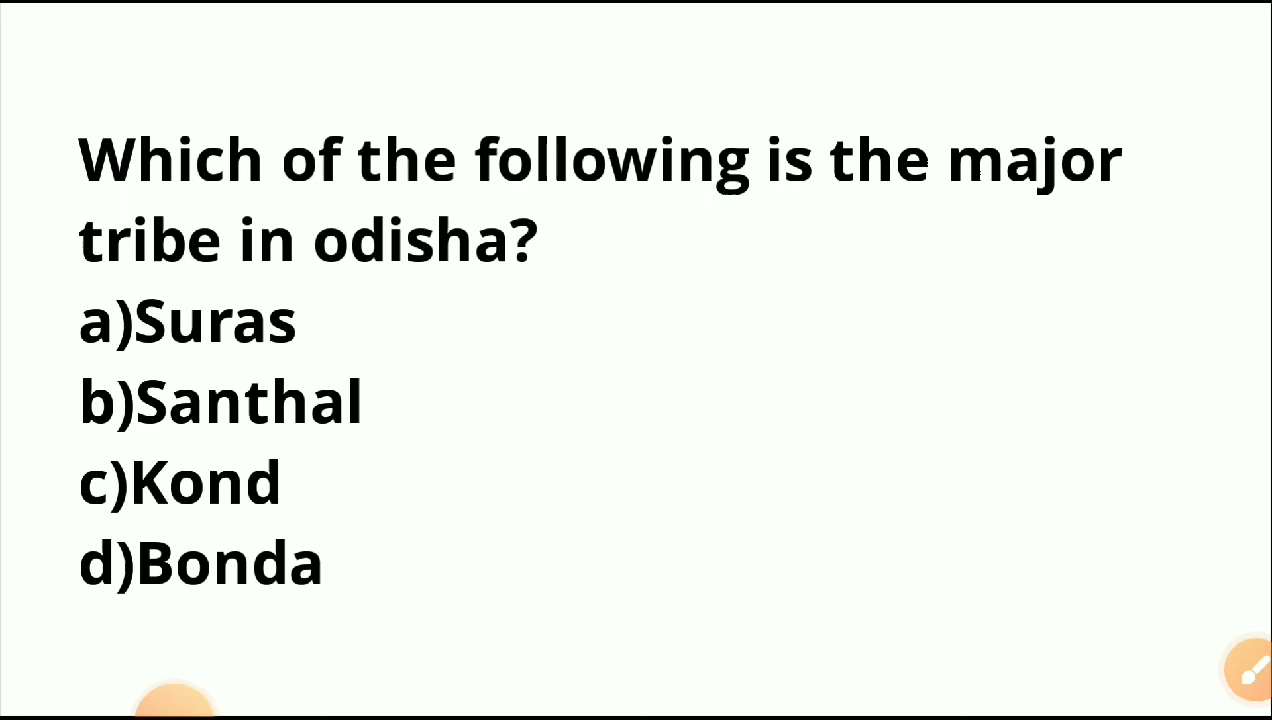 Which of the following is the major
tribe in odisha?
a)Suras
b)Santhal
c)Kond
d)Bonda